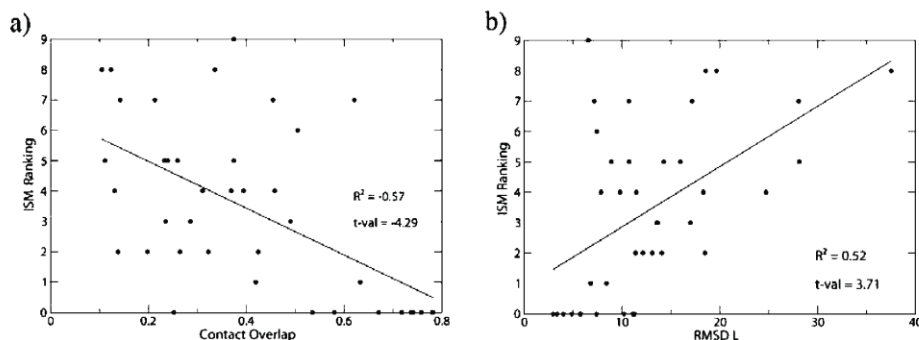 a)
9
8
7
6
5
4
3
2
1
0
ISM Ranking
R² = -0.57
t-val = -4.29
0.2
0.4
0.6
0.8
Contact Overlap
b)
9
8
7
6
5
4
3
2
1
0
ISM Ranking
R² = 0.52
t-val = 3.71
0
10
20
30
40
RMSD L